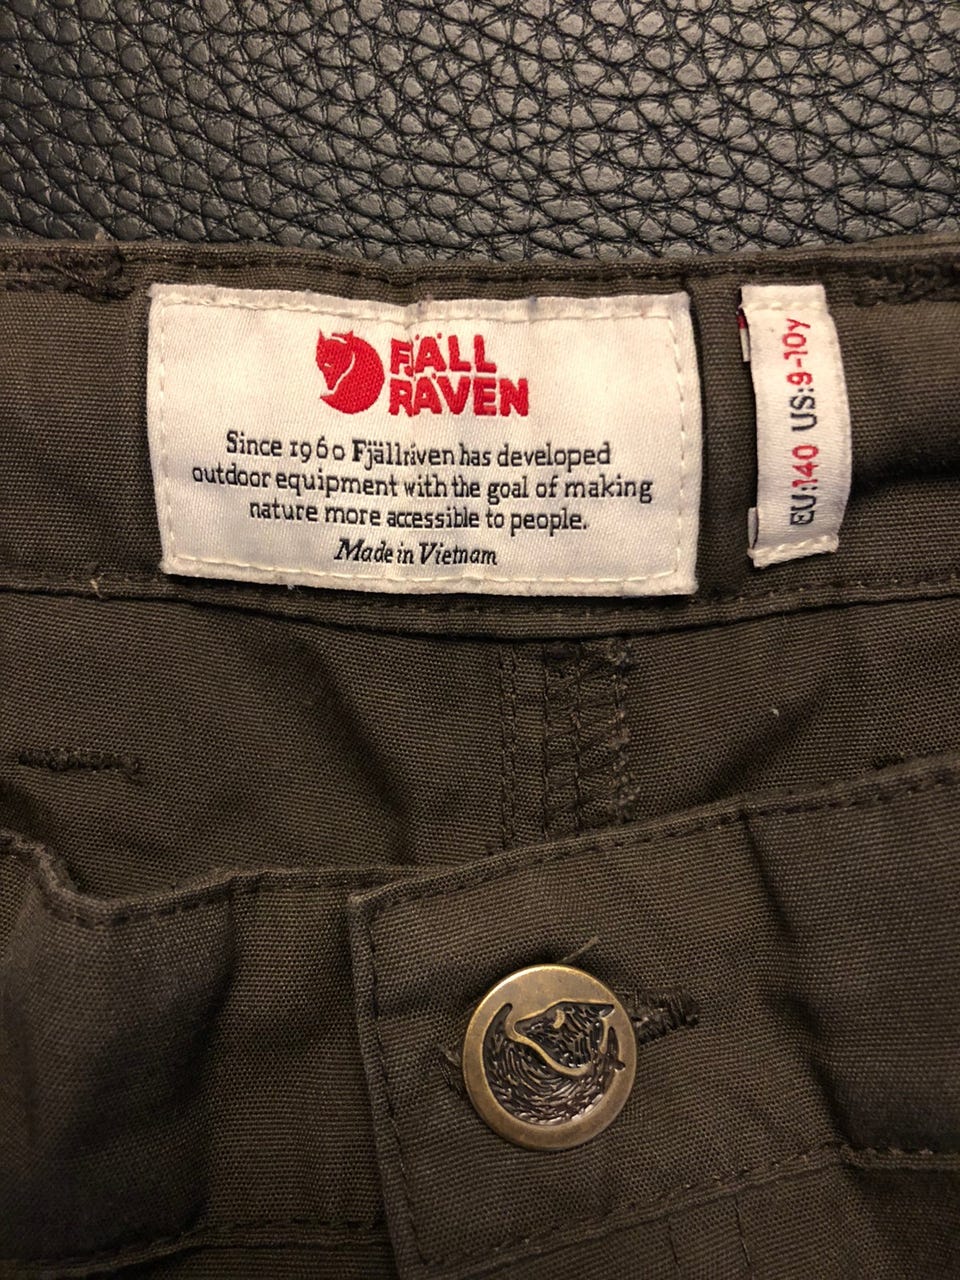 FJÄLL
RÄVEN
Since 1960 Fjällräven has developed
outdoor equipment with the goal of making
nature more accessible to people.
Made in Vietnam
EU:140 US:9-10y